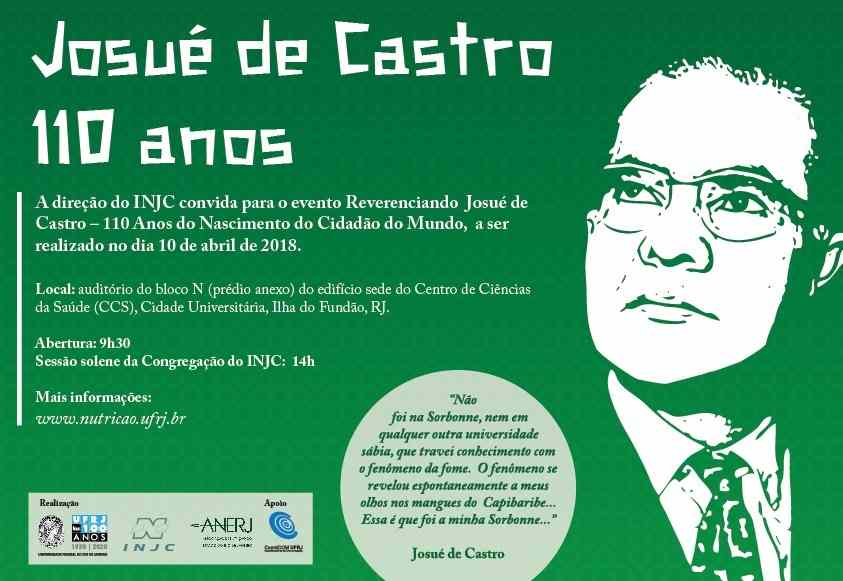 Josué de Castro
110 anos
A direção do INJC convida para o evento Reverenciando Josué de
Castro – 110 Anos do Nascimento do Cidadão do Mundo, a ser
realizado no dia 10 de abril de 2018.
Local: auditório do bloco N (prédio anexo) do edifício sede do Centro de Ciências
da Saúde (CCS), Cidade Universitária, Ilha do Fundão, RJ.
Abertura: 9h30
Sessão solene da Congregação do INJC: 14h
Mais informações:
www.nutricao.ufrj.br
“Não
foi na Sorbonne, nem em
qualquer outra universidade
sábia, que travei conhecimento com
o fenômeno da fome. O fenômeno se
revelou espontaneamente a meus
olhos nos mangues do Capibaribe...
Essa é que foi a minha Sorbonne...”
Josué de Castro
Realização
Apoio
UFRJ
100
ANOS
1920 | 2020
INJC
ANERJ
CoordCOM UFRJ